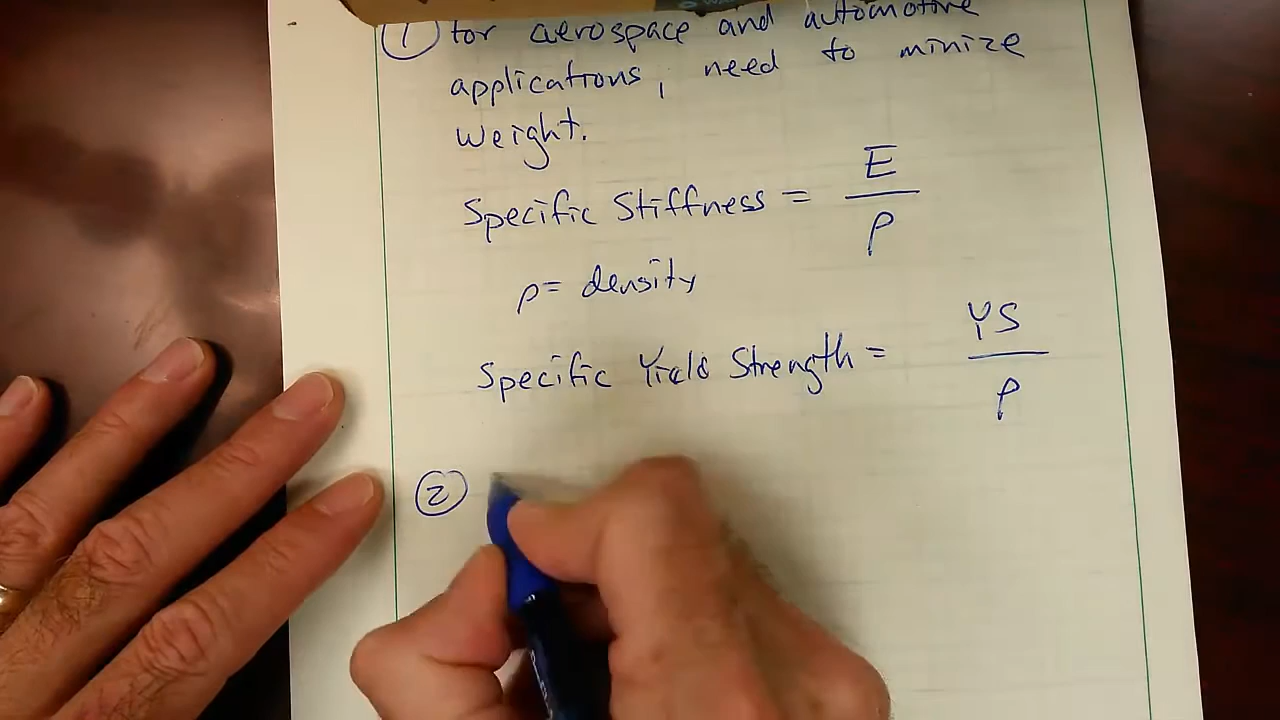 ① for aerospace and automotive
applications, need to minize
weight.
Specific Stiffness = E / ρ
ρ = density
Specific Yield Strength = YS / ρ
②